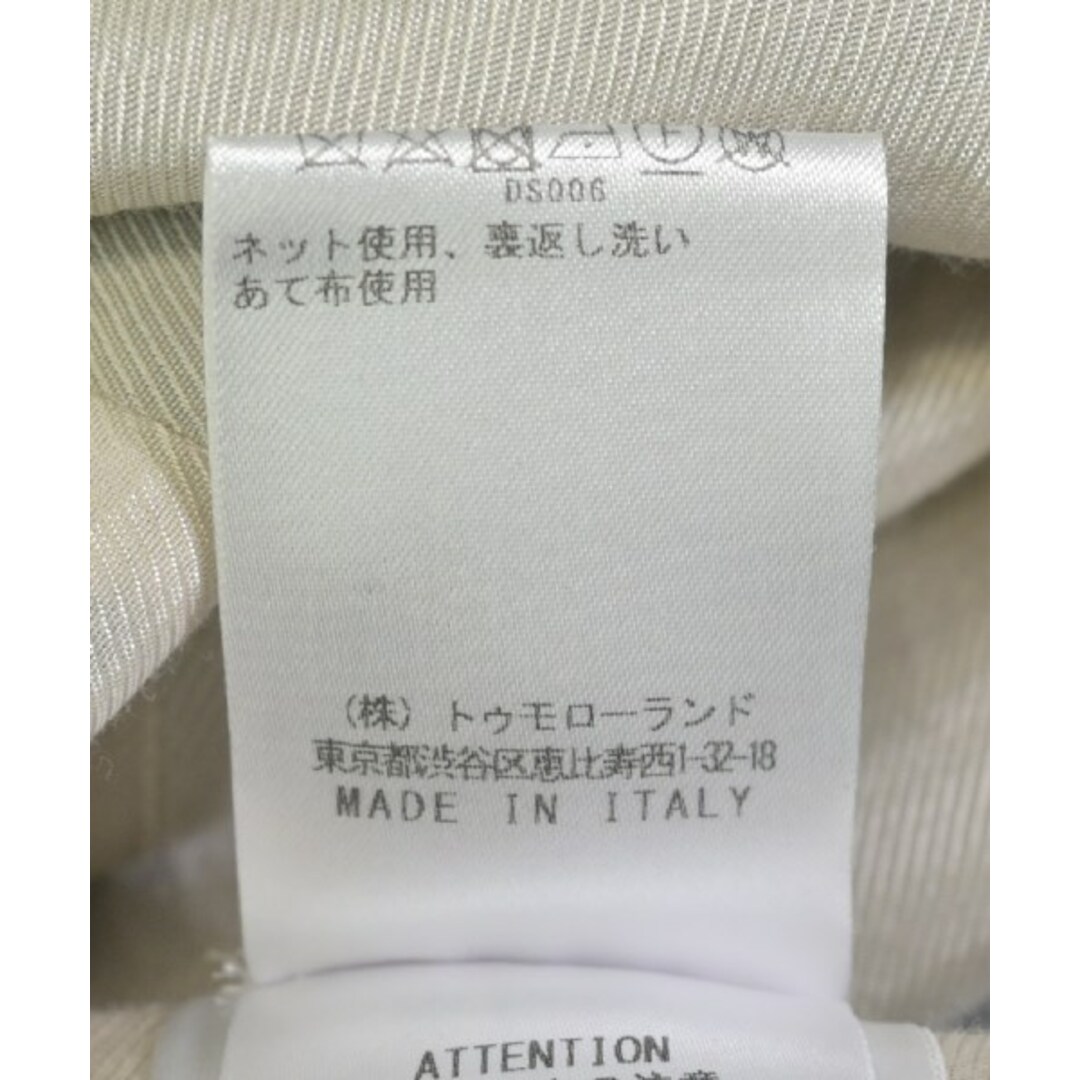 DS006
ネット使用、裏返し洗い
あて布使用
(株)トゥモローランド
東京都渋谷区恵比寿西1-32-18
MADE IN ITALY
ATTENTION